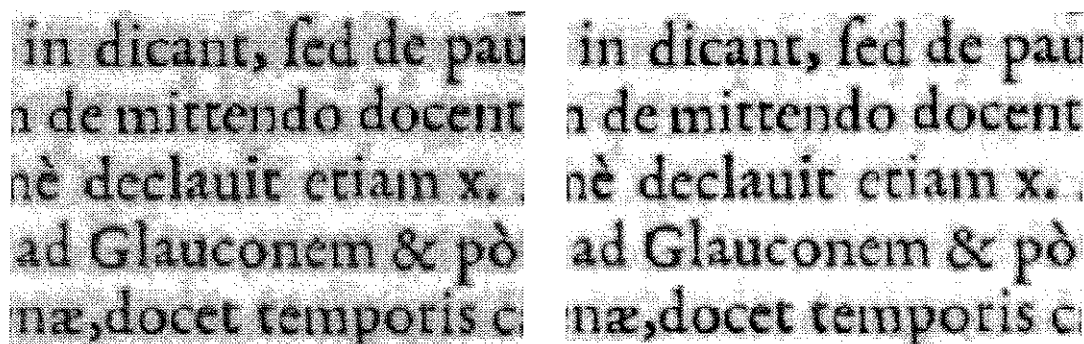 in dicant, ſed de pau
n de mittendo docent
nè declauit etiam x.
ad Glauconem & pò
næ,docet temporis c
in dicant, ſed de pau
n de mittendo docent
nè declauit etiam x.
ad Glauconem & pò
næ,docet temporis c